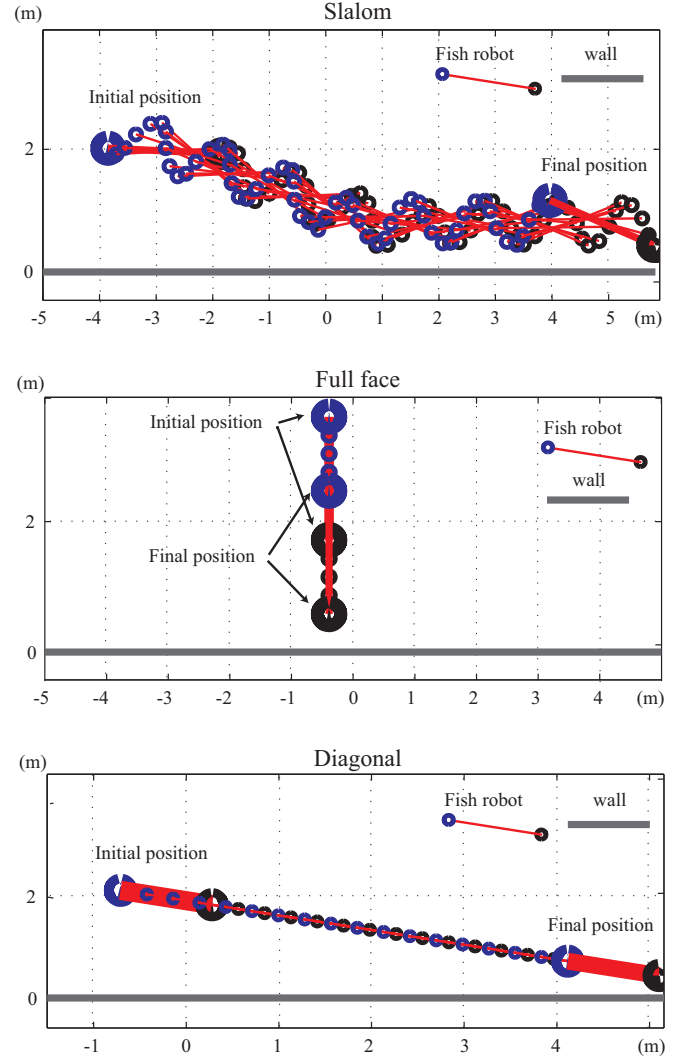 Slalom
(m)
Fish robot
wall
Initial position
2
Final position
0
-5 -4 -3 -2 -1 0 1 2 3 4 5 (m)
Full face
(m)
Initial position
Fish robot
wall
2
Final position
0
-5 -4 -3 -2 -1 0 1 2 3 4 (m)
Diagonal
(m)
Fish robot
wall
Initial position
2
Final position
0
-1 0 1 2 3 4 5 (m)